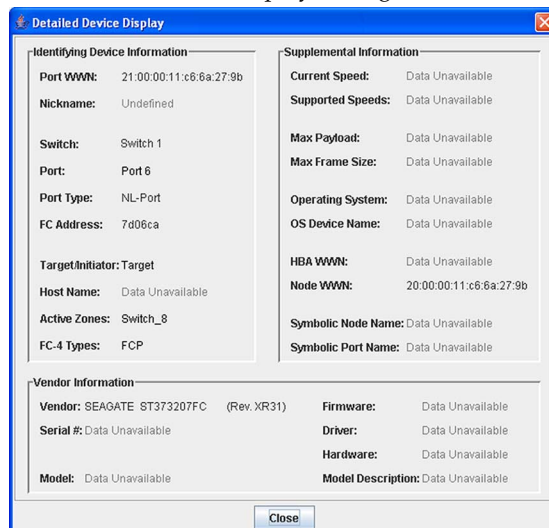 Detailed Device Display
Identifying Device Information
Port WWN: 21:00:00:11:c6:6a:27:9b
Nickname: Undefined
Switch: Switch 1
Port: Port 6
Port Type: NL-Port
FC Address: 7d06ca
Target/Initiator: Target
Host Name: Data Unavailable
Active Zones: Switch_8
FC-4 Types: FCP
Supplemental Information
Current Speed: Data Unavailable
Supported Speeds: Data Unavailable
Max Payload: Data Unavailable
Max Frame Size: Data Unavailable
Operating System: Data Unavailable
OS Device Name: Data Unavailable
HBA WWN: Data Unavailable
Node WWN: 20:00:00:11:c6:6a:27:9b
Symbolic Node Name: Data Unavailable
Symbolic Port Name: Data Unavailable
Vendor Information
Vendor: SEAGATE ST373207FC (Rev. XR31)
Serial #: Data Unavailable
Model: Data Unavailable
Firmware: Data Unavailable
Driver: Data Unavailable
Hardware: Data Unavailable
Model Description: Data Unavailable
Close